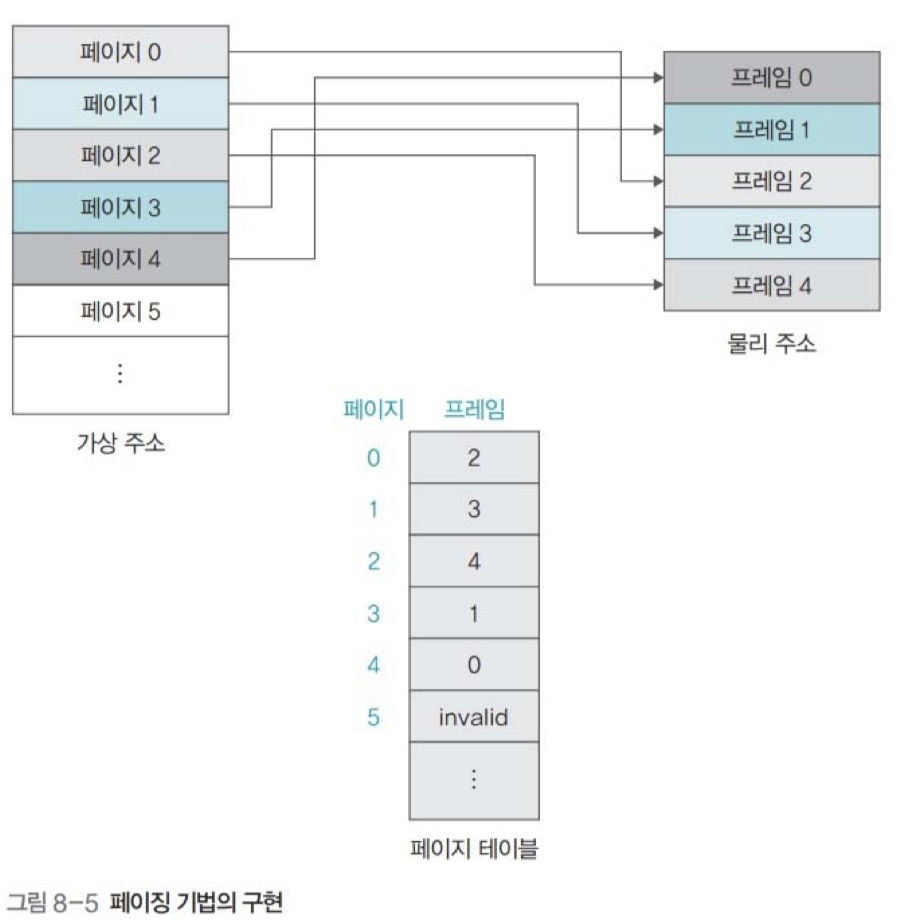 페이지 0
페이지 1
페이지 2
페이지 3
페이지 4
페이지 5
⋮
가상 주소
프레임 0
프레임 1
프레임 2
프레임 3
프레임 4
물리 주소
페이지 프레임
0 2
1 3
2 4
3 1
4 0
5 invalid
⋮
페이지 테이블
그림 8-5 페이징 기법의 구현